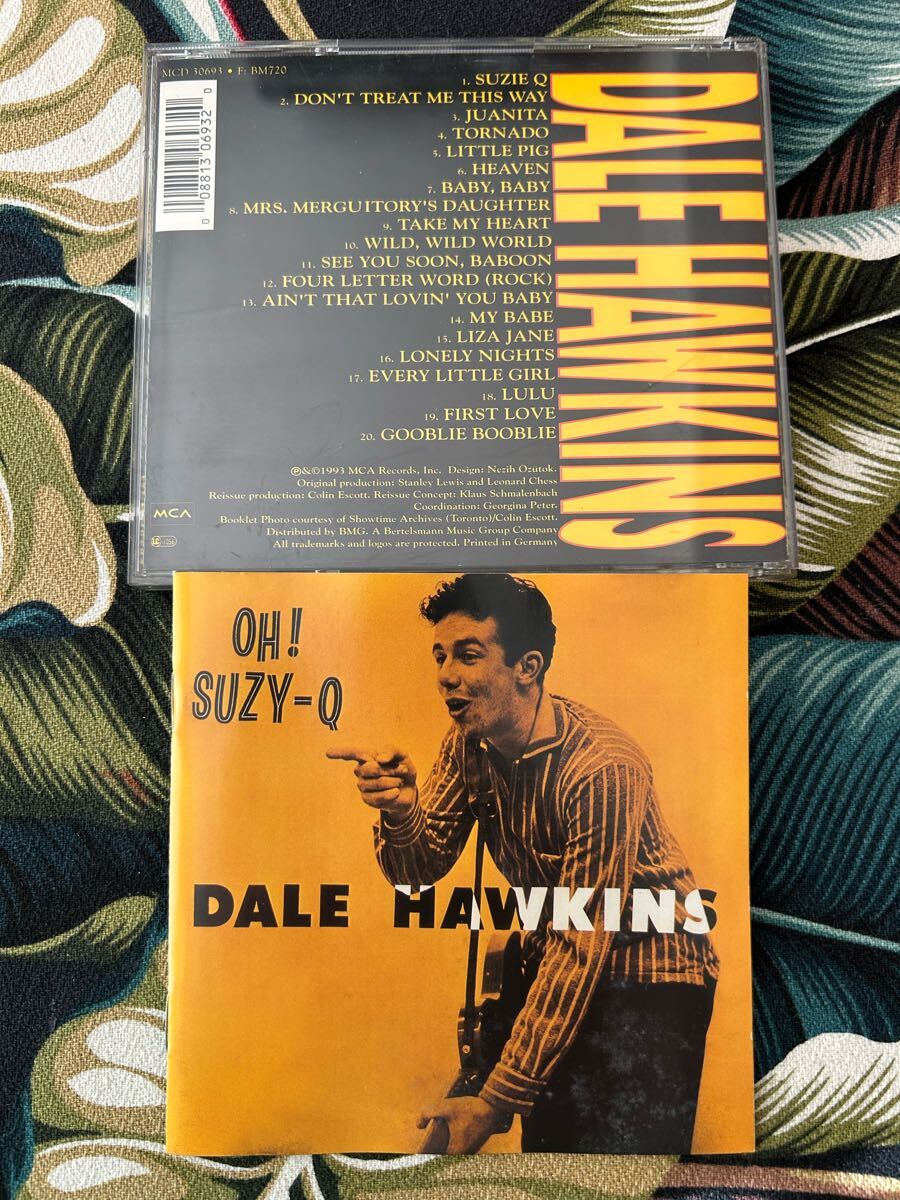 MCD 30693 • F: BM720
0 08813 06932 0
1. SUZIE Q
2. DON'T TREAT ME THIS WAY
3. JUANITA
4. TORNADO
5. LITTLE PIG
6. HEAVEN
7. BABY, BABY
8. MRS. MERGUITORY'S DAUGHTER
9. TAKE MY HEART
10. WILD, WILD WORLD
11. SEE YOU SOON, BABOON
12. FOUR LETTER WORD (ROCK)
13. AIN'T THAT LOVIN' YOU BABY
14. MY BABE
15. LIZA JANE
16. LONELY NIGHTS
17. EVERY LITTLE GIRL
18. LULU
19. FIRST LOVE
20. GOOBLIE BOOBLIE
DALE HAWKINS
℗&©1993 MCA Records, Inc. Design: Nezih Ozütok.
Original production: Stanley Lewis and Leonard Chess
Reissue production: Colin Escott. Reissue Concept: Klaus Schmalenbach
Coordination: Georgina Peter.
Booklet Photo courtesy of Showtime Archives (Toronto)/Colin Escott.
Distributed by BMG. A Bertelsmann Music Group Company
All trademarks and logos are protected. Printed in Germany
MCA
OH!
SUZY=Q
DALE HAWKINS